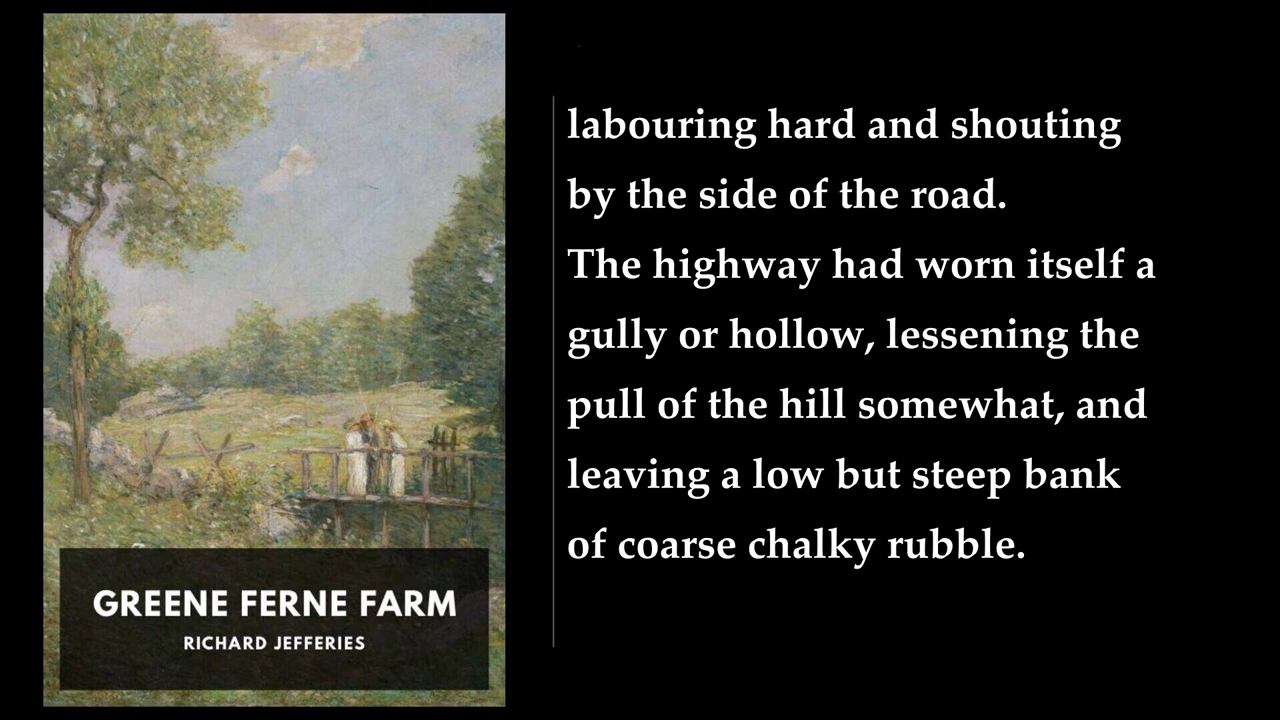 GREENE FERNE FARM
RICHARD JEFFERIES
labouring hard and shouting
by the side of the road.
The highway had worn itself a
gully or hollow, lessening the
pull of the hill somewhat, and
leaving a low but steep bank
of coarse chalky rubble.